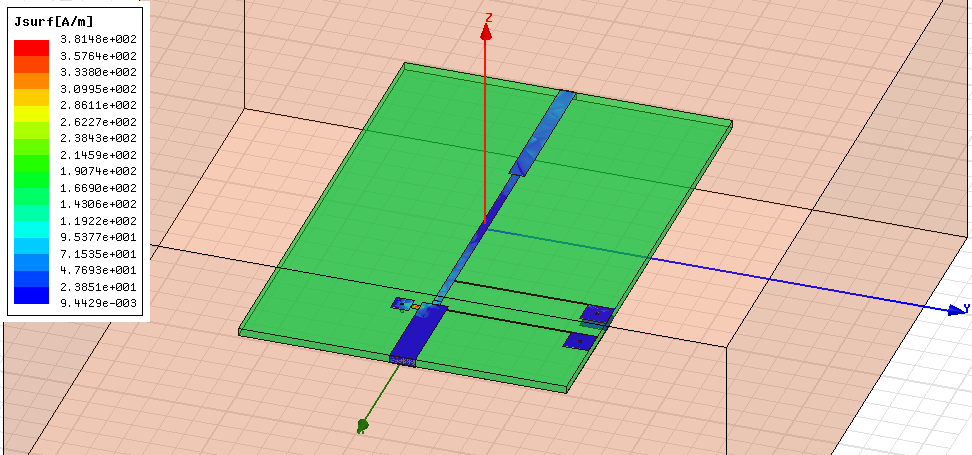 Jsurf[A/m]
3.8148e+002
3.5764e+002
3.3380e+002
3.0995e+002
2.8611e+002
2.6227e+002
2.3843e+002
2.1459e+002
1.9074e+002
1.6690e+002
1.4306e+002
1.1922e+002
9.5377e+001
7.1535e+001
4.7693e+001
2.3851e+001
9.4429e-003
Z
Y